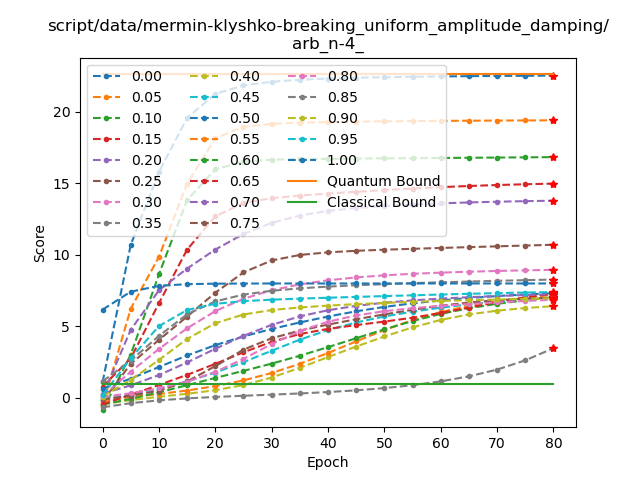 script/data/mermin-klyshko-breaking_uniform_amplitude_damping/
arb_n-4_
0.00 0.40 0.80
0.05 0.45 0.85
0.10 0.50 0.90
0.15 0.55 0.95
0.20 0.60 1.00
0.25 0.65 Quantum Bound
0.30 0.70 Classical Bound
0.35 0.75
Score
20
15
10
5
0
0 10 20 30 40 50 60 70 80
Epoch